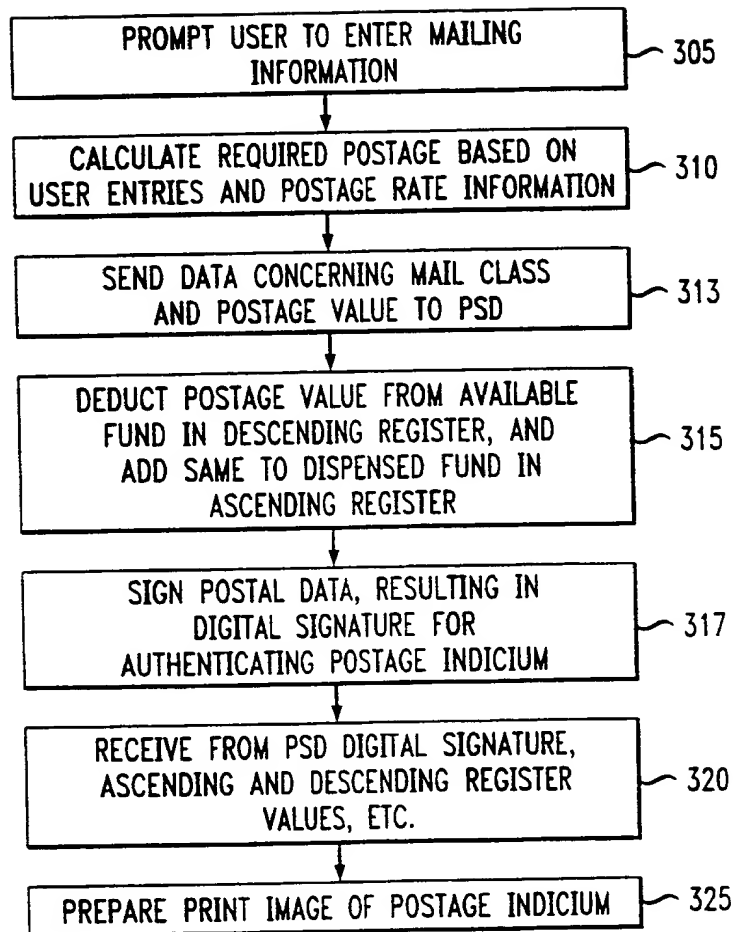 PROMPT USER TO ENTER MAILING
INFORMATION
305
CALCULATE REQUIRED POSTAGE BASED ON
USER ENTRIES AND POSTAGE RATE INFORMATION
310
SEND DATA CONCERNING MAIL CLASS
AND POSTAGE VALUE TO PSD
313
DEDUCT POSTAGE VALUE FROM AVAILABLE
FUND IN DESCENDING REGISTER, AND
ADD SAME TO DISPENSED FUND IN
ASCENDING REGISTER
315
SIGN POSTAL DATA, RESULTING IN
DIGITAL SIGNATURE FOR
AUTHENTICATING POSTAGE INDICIUM
317
RECEIVE FROM PSD DIGITAL SIGNATURE,
ASCENDING AND DESCENDING REGISTER
VALUES, ETC.
320
PREPARE PRINT IMAGE OF POSTAGE INDICIUM
325